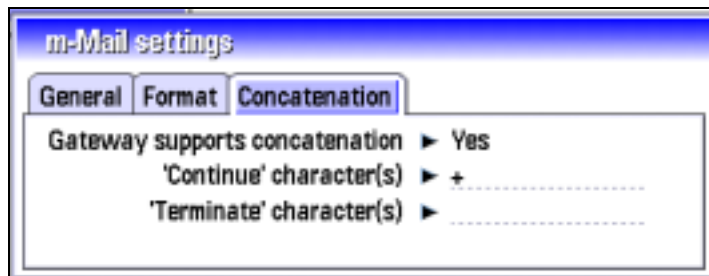 m-Mail settings
General Format Concatenation
Gateway supports concatenation ► Yes
'Continue' character(s) ► +
'Terminate' character(s) ►